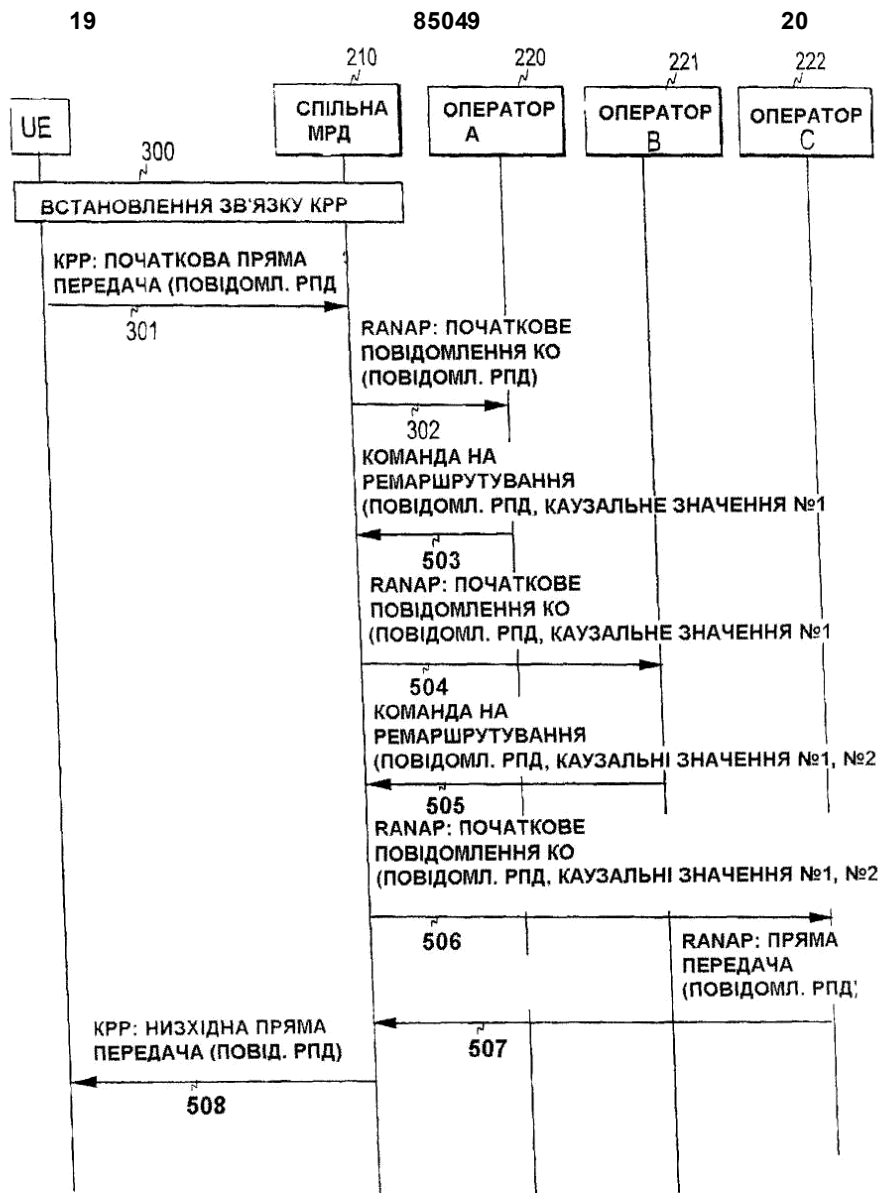 19 85049 20
210 220 221 222
UE
СПІЛЬНА
МРД
ОПЕРАТОР
A
ОПЕРАТОР
B
ОПЕРАТОР
C
300
ВСТАНОВЛЕННЯ ЗВ'ЯЗКУ КРР
КРР: ПОЧАТКОВА ПРЯМА
ПЕРЕДАЧА (ПОВІДОМЛ. РПД
301
RANAP: ПОЧАТКОВЕ
ПОВІДОМЛЕННЯ КО
(ПОВІДОМЛ. РПД)
302
КОМАНДА НА
РЕМАРШРУТУВАННЯ
(ПОВІДОМЛ. РПД, КАУЗАЛЬНЕ ЗНАЧЕННЯ №1
503
RANAP: ПОЧАТКОВЕ
ПОВІДОМЛЕННЯ КО
(ПОВІДОМЛ. РПД, КАУЗАЛЬНЕ ЗНАЧЕННЯ №1
504
КОМАНДА НА
РЕМАРШРУТУВАННЯ
(ПОВІДОМЛ. РПД, КАУЗАЛЬНІ ЗНАЧЕННЯ №1, №2
505
RANAP: ПОЧАТКОВЕ
ПОВІДОМЛЕННЯ КО
(ПОВІДОМЛ. РПД, КАУЗАЛЬНІ ЗНАЧЕННЯ №1, №2
506
RANAP: ПРЯМА
ПЕРЕДАЧА
(ПОВІДОМЛ. РПД)
507
КРР: НИЗХІДНА ПРЯМА
ПЕРЕДАЧА (ПОВІД. РПД)
508